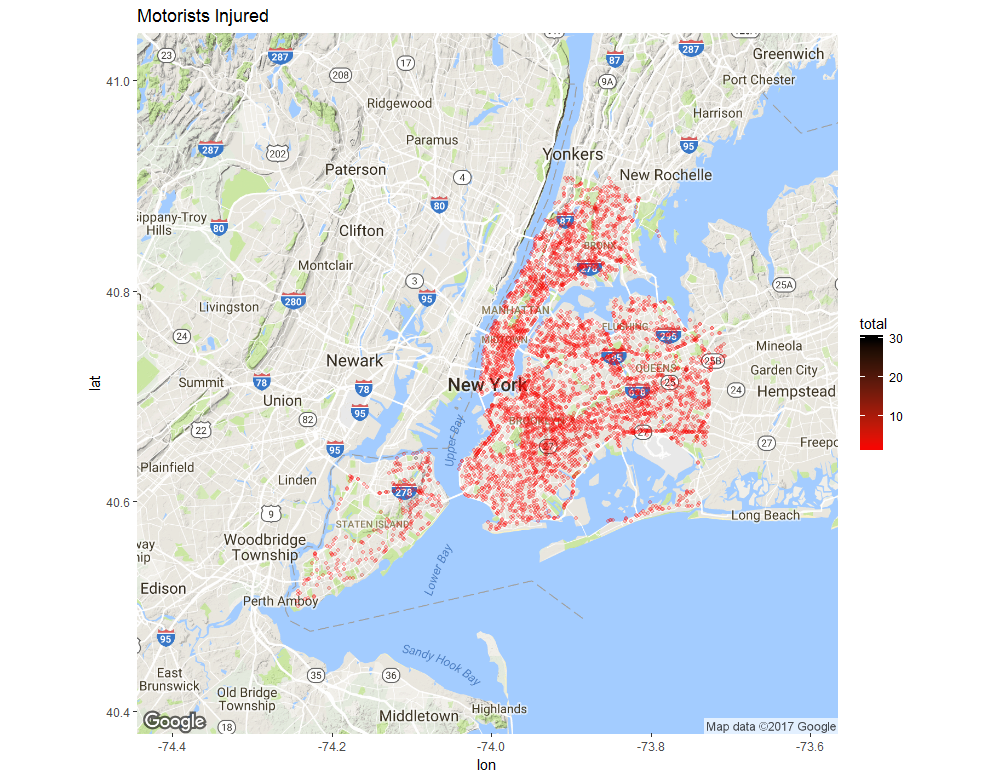 Motorists Injured
23
287
208
17
87
9A
287
Greenwich
Port Chester
Ridgewood
Harrison
Paramus
287
202
95
Yonkers
Paterson
4
New Rochelle
80
sippany-Troy
Hills
80
Clifton
87
BRONX
Montclair
278
3
25A
Livingston
280
95
MANHATTAN
24
MIDTOWN
FLUSHING
295
Mineola
Newark
495
25B
QUEENS
Garden City
Summit
78
78
New York
25
24
Hempstead
Union
95
82
22
BROOKLYN
27
27
27
Freepo
Upper Bay
95
Plainfield
Linden
278
9
STATEN ISLAND
Long Beach
way
nip
Woodbridge
Township
Lower Bay
Edison
Perth Amboy
95
Sandy Hook Bay
East
Brunswick
35
36
Old Bridge
Township
Highlands
Middletown
18
Google
Map data ©2017 Google
41.0
40.8
40.6
40.4
lat
-74.4
-74.2
-74.0
-73.8
-73.6
lon
total
30
20
10